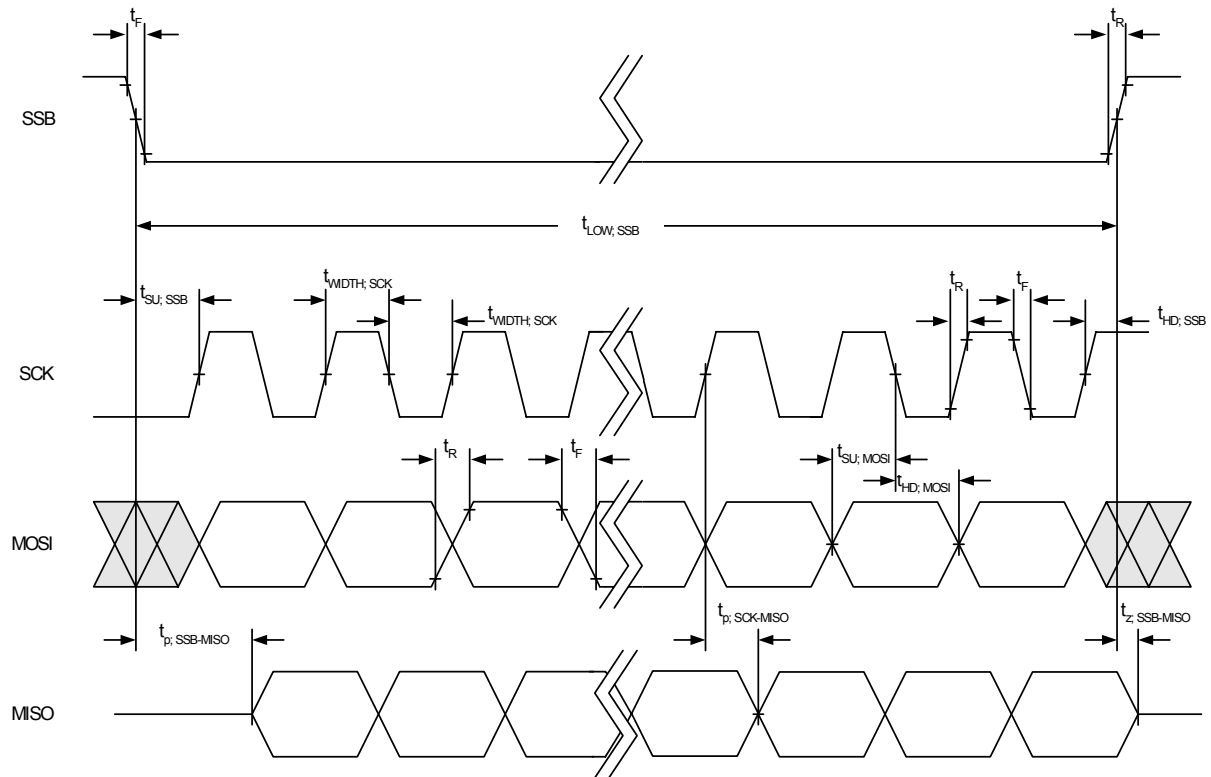 tF
tR
SSB
tLOW; SSB
tSU; SSB
tWIDTH; SCK
tWIDTH; SCK
tR
tF
tHD; SSB
SCK
tR
tF
tSU; MOSI
tHD; MOSI
MOSI
tp; SSB-MISO
tp; SCK-MISO
tz; SSB-MISO
MISO